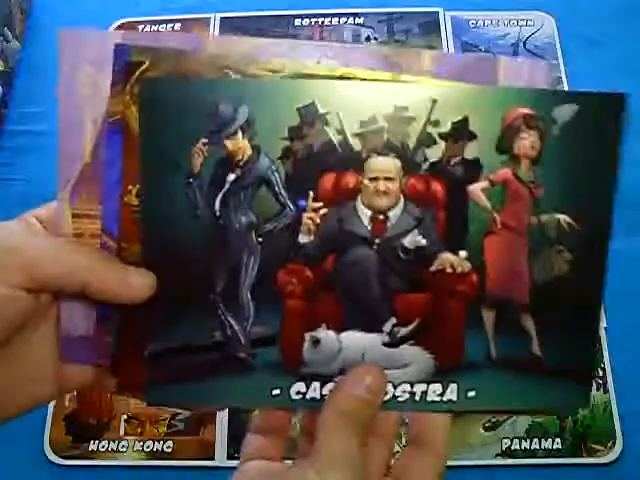 TANGER
ROTTERDAM
CAPE TOWN
- CAS OSTRA -
HONG KONG
PANAMA